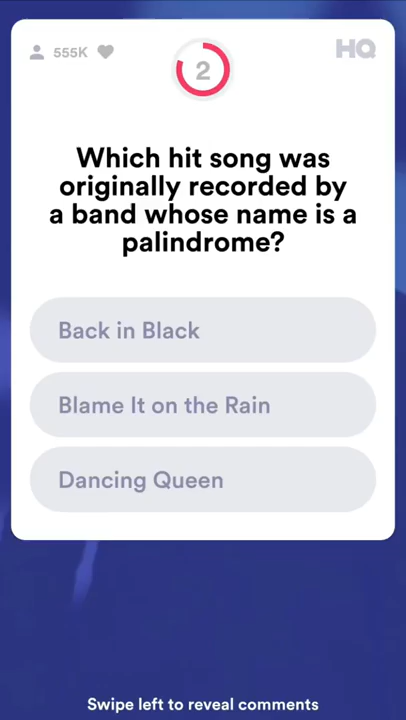 555K
2
HQ
Which hit song was
originally recorded by
a band whose name is a
palindrome?
Back in Black
Blame It on the Rain
Dancing Queen
Swipe left to reveal comments